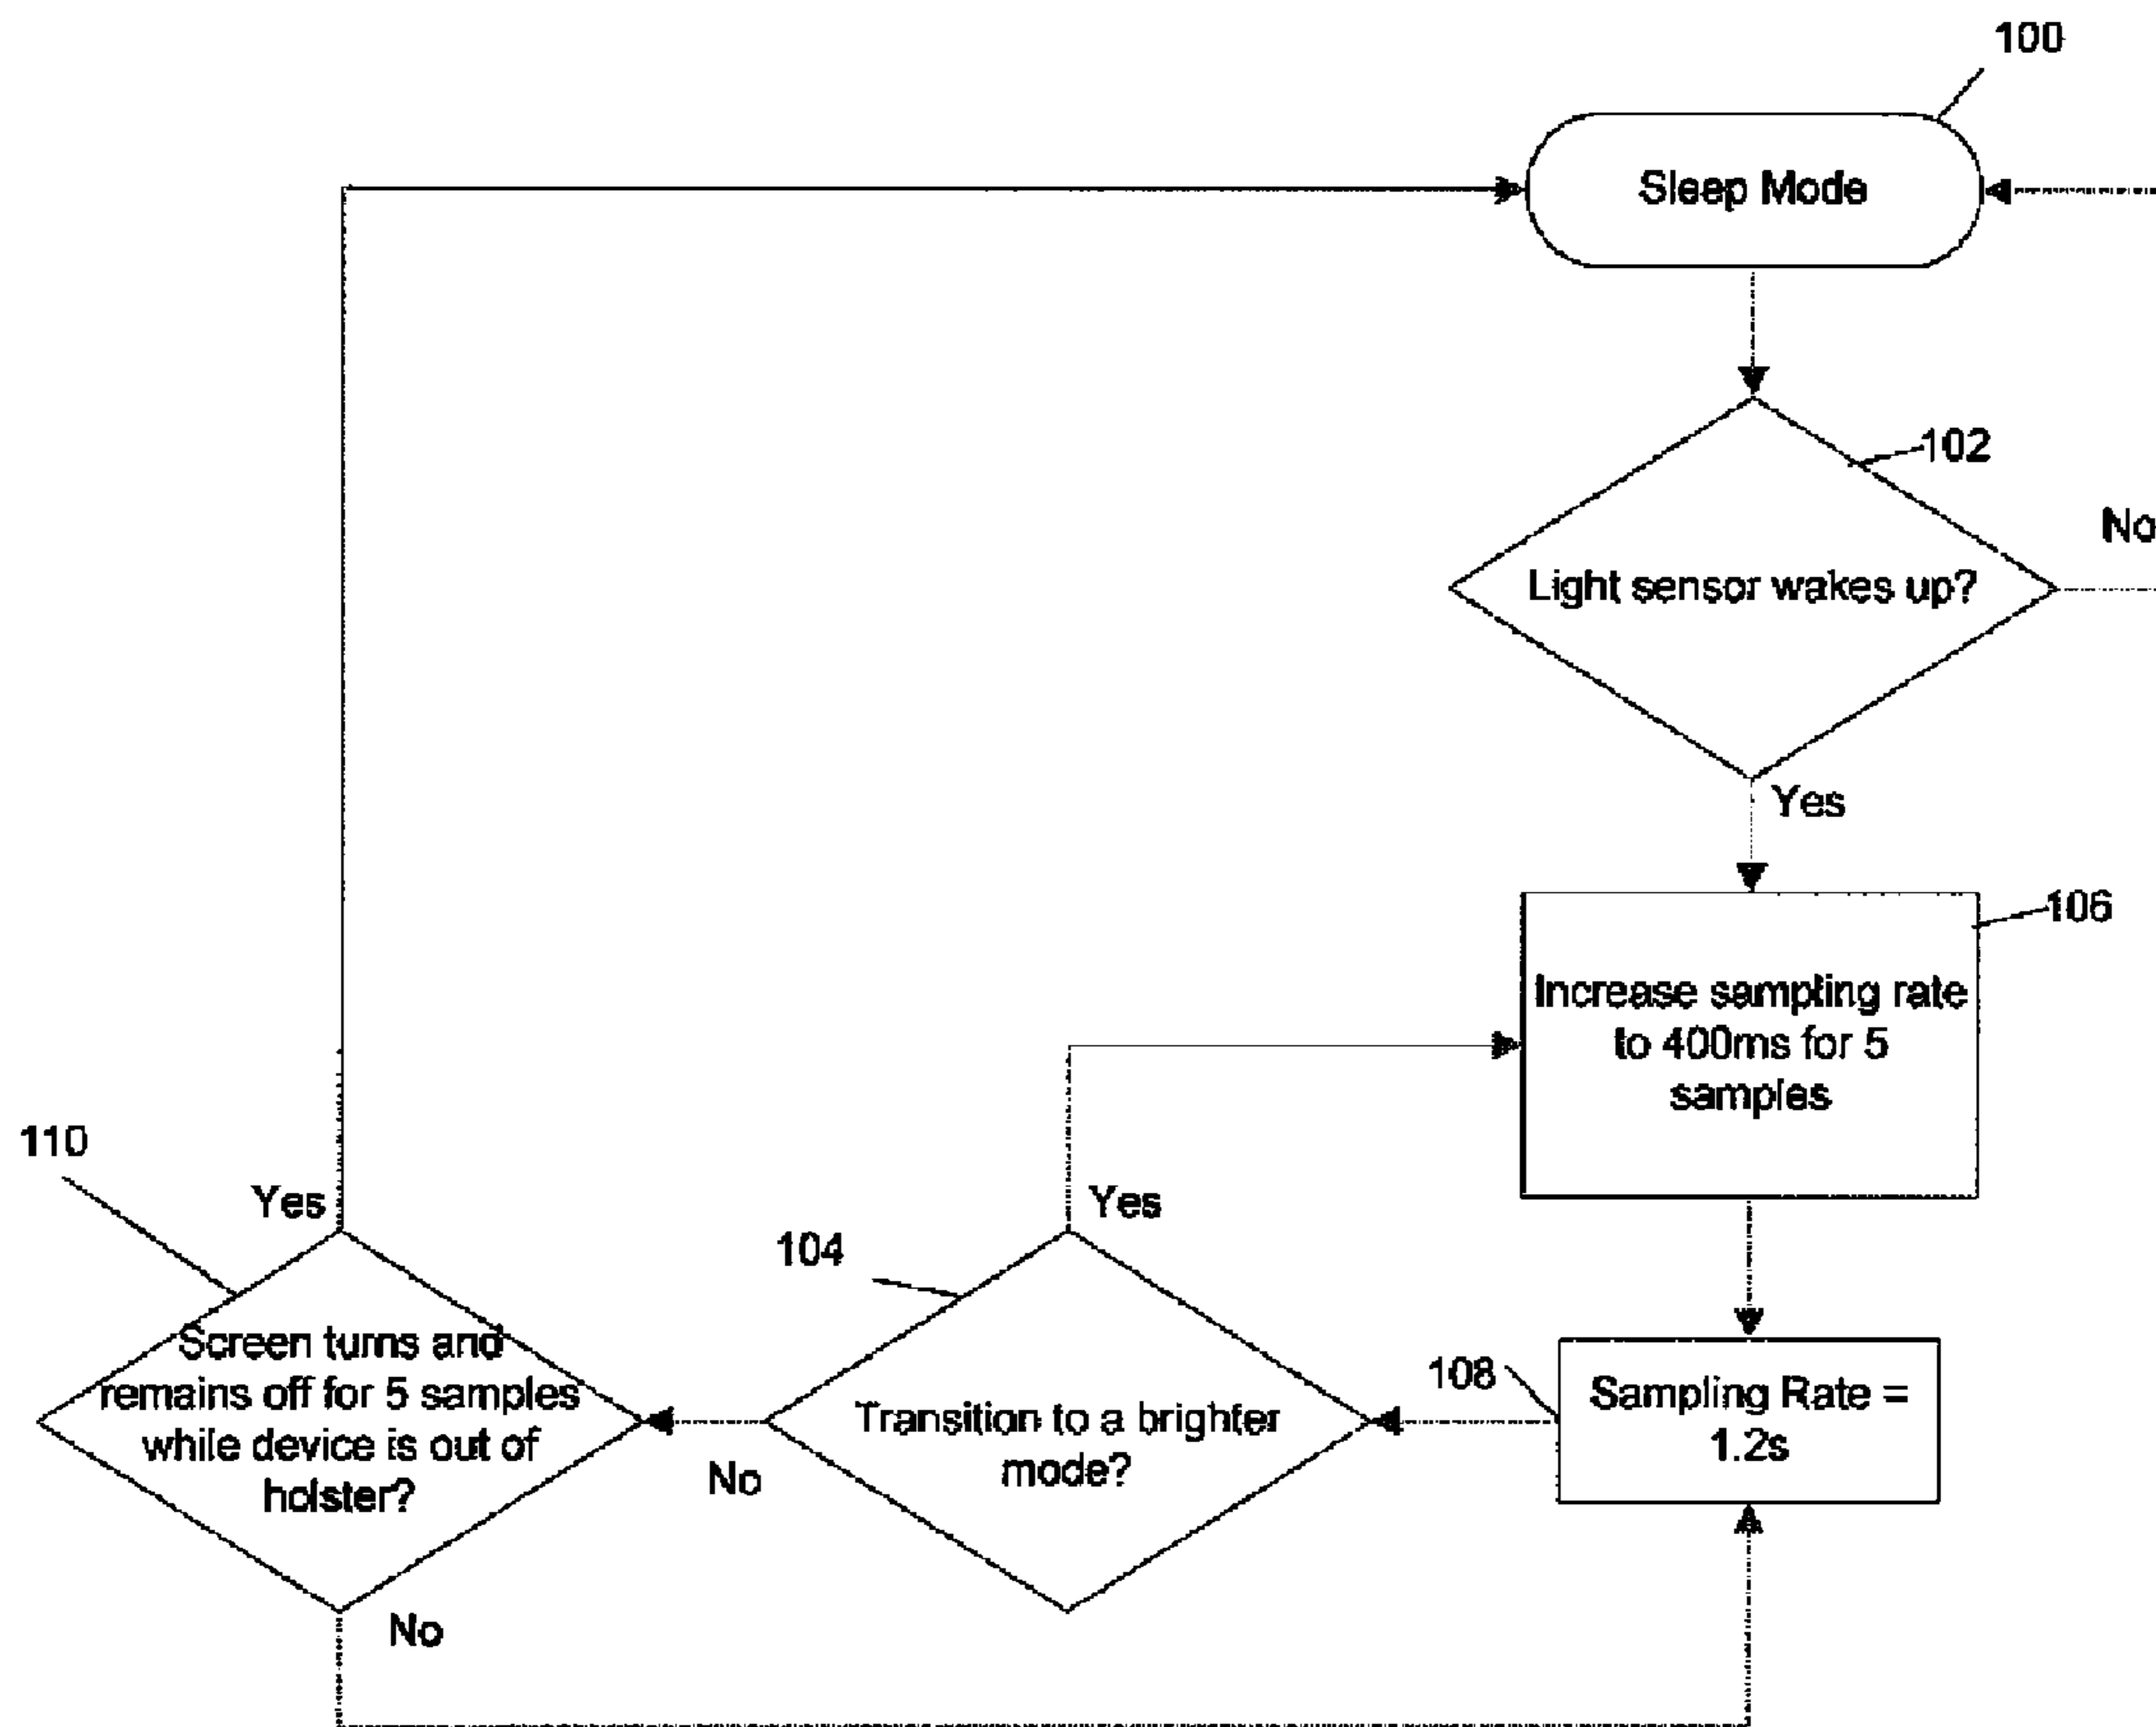 100
Sleep Mode
102
No
Light sensor wakes up?
Yes
106
Increase sampling rate
to 400ms for 5
samples
110
Yes
Yes
104
Screen turns and
remains off for 5 samples
while device is out of
holster?
Transition to a brighter
mode?
108
Sampling Rate =
1.2s
No
No